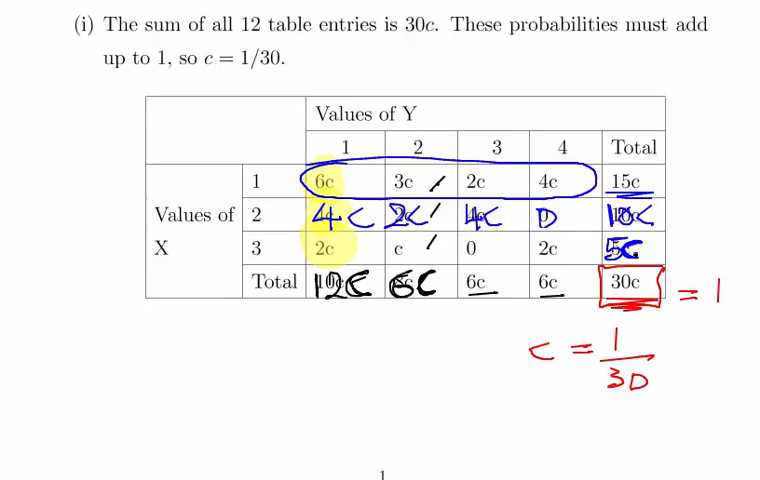 (i) The sum of all 12 table entries is 30c. These probabilities must add
up to 1, so c = 1/30.
Values of Y
1 2 3 4 Total
1 6c 3c 2c 4c 15c
Values of 2 4c 2c 4c 0 10c
X 3 2c c 0 2c 5c
Total 12c 6c 6c 6c 30c = 1
c = 1/30
1